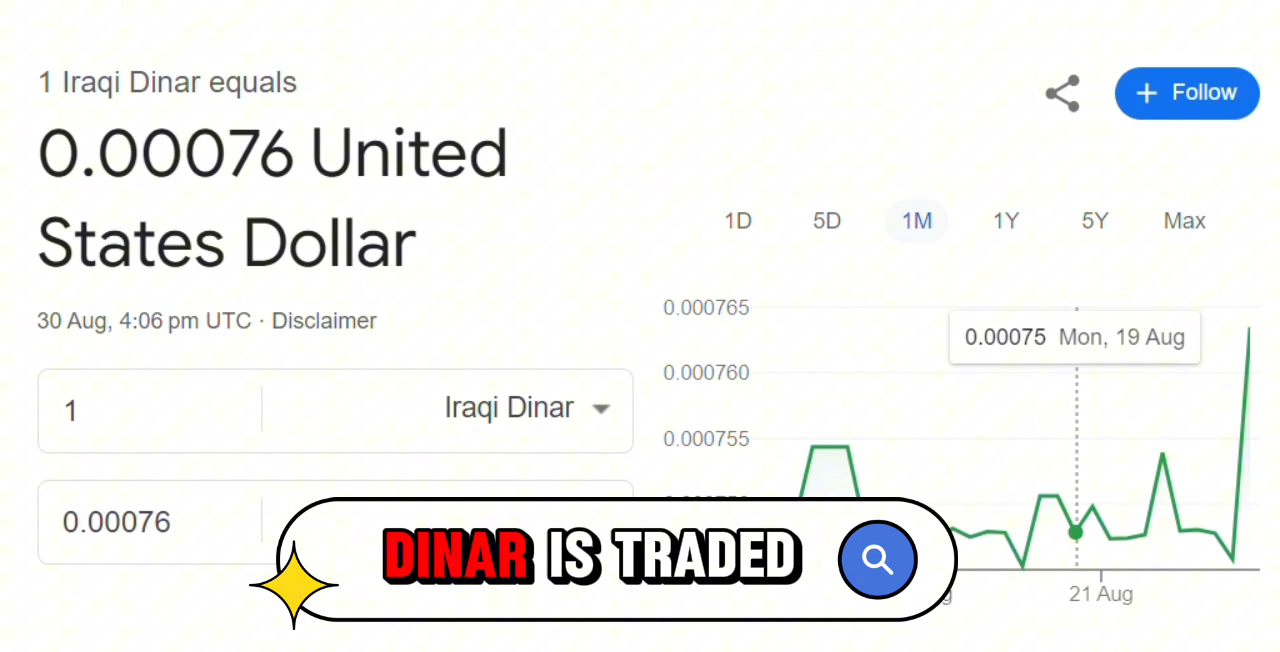 1 Iraqi Dinar equals
0.00076 United
States Dollar
30 Aug, 4:06 pm UTC · Disclaimer
1
Iraqi Dinar
0.00076
+ Follow
1D 5D 1M 1Y 5Y Max
0.000765
0.00075 Mon, 19 Aug
0.000760
0.000755
21 Aug
DINAR IS TRADED